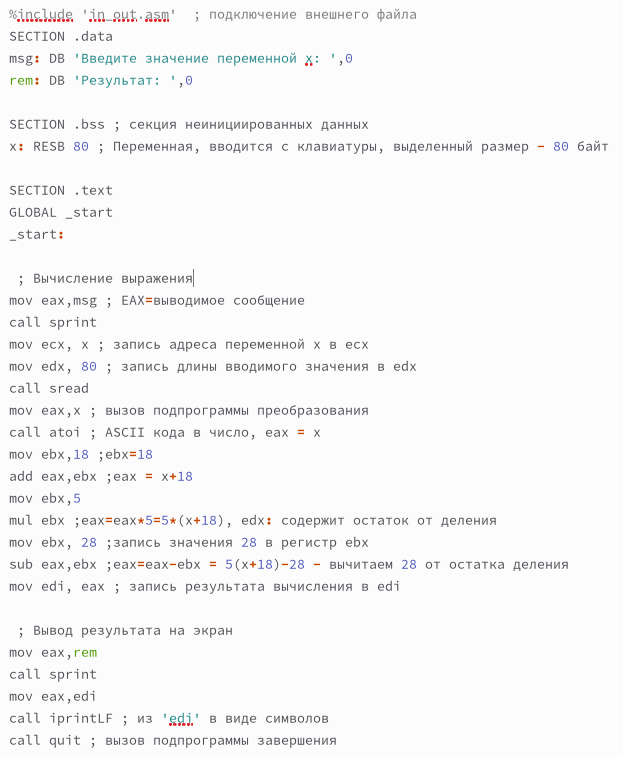 %include 'in_out.asm'  ; подключение внешнего файла
SECTION .data
msg: DB 'Введите значение переменной x: ',0
rem: DB 'Результат: ',0
SECTION .bss ; секция неинициированных данных
x: RESB 80 ; Переменная, вводится с клавиатуры, выделенный размер - 80 байт
SECTION .text
GLOBAL _start
_start:
; Вычисление выражения
mov eax,msg ; EAX=выводимое сообщение
call sprint
mov ecx, x ; запись адреса переменной x в ecx
mov edx, 80 ; запись длины вводимого значения в edx
call sread
mov eax,x ; вызов подпрограммы преобразования
call atoi ; ASCII кода в число, eax = x
mov ebx,18 ;ebx=18
add eax,ebx ;eax = x+18
mov ebx,5
mul ebx ;eax=eax*5=5*(x+18), edx: содержит остаток от деления
mov ebx, 28 ;запись значения 28 в регистр ebx
sub eax,ebx ;eax=eax-ebx = 5(x+18)-28 - вычитаем 28 от остатка деления
mov edi, eax ; запись результата вычисления в edi
; Вывод результата на экран
mov eax,rem
call sprint
mov eax,edi
call iprintLF ; из 'edi' в виде символов
call quit ; вызов подпрограммы завершения